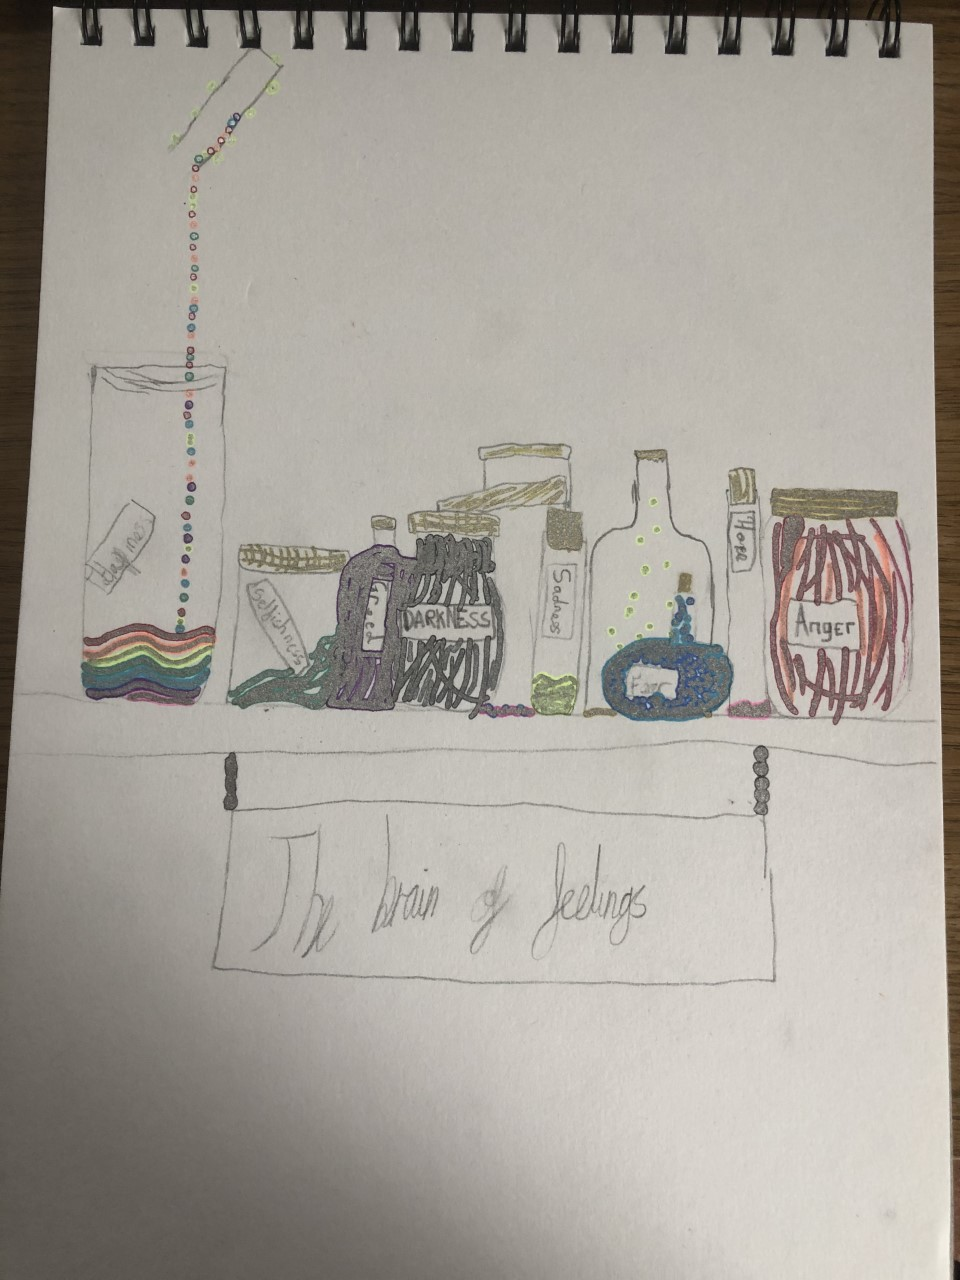 Happiness
Selfishness
Greed
DARKNESS
Sadness
Fear
Hope
Anger
The brain of feelings